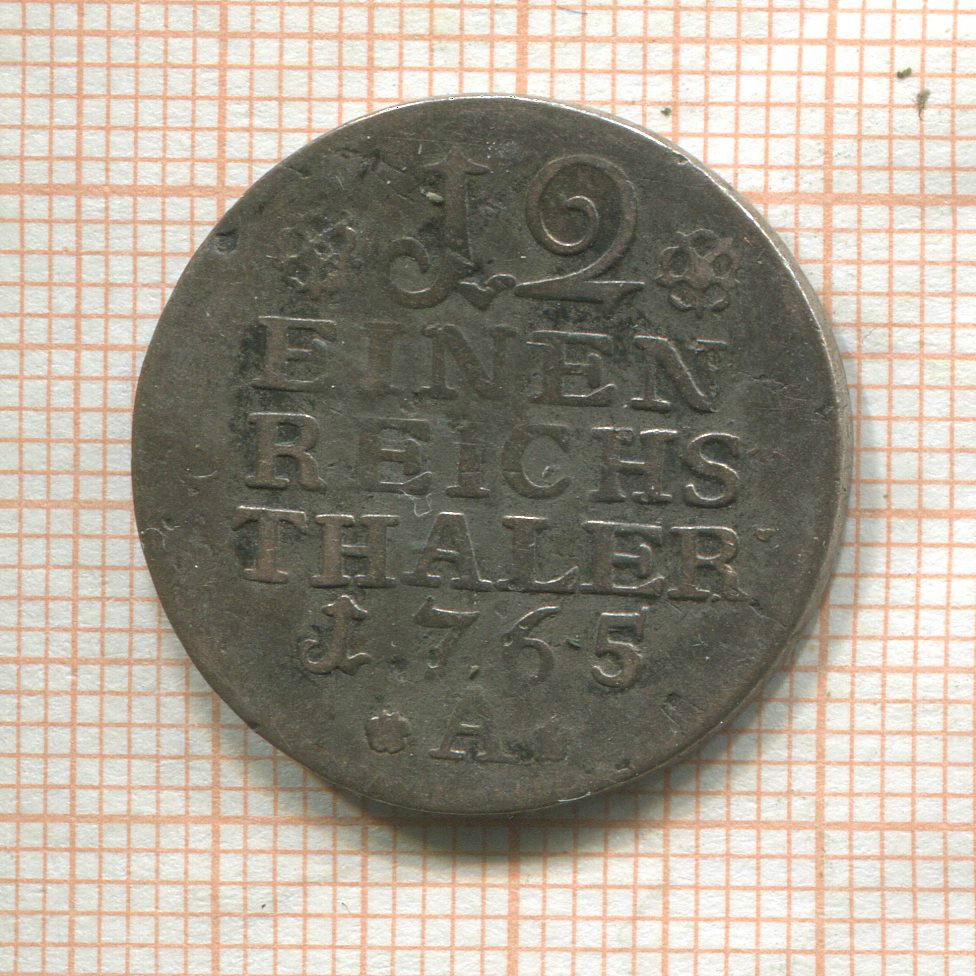 12
EINEN
REICHS
THALER
1765
A